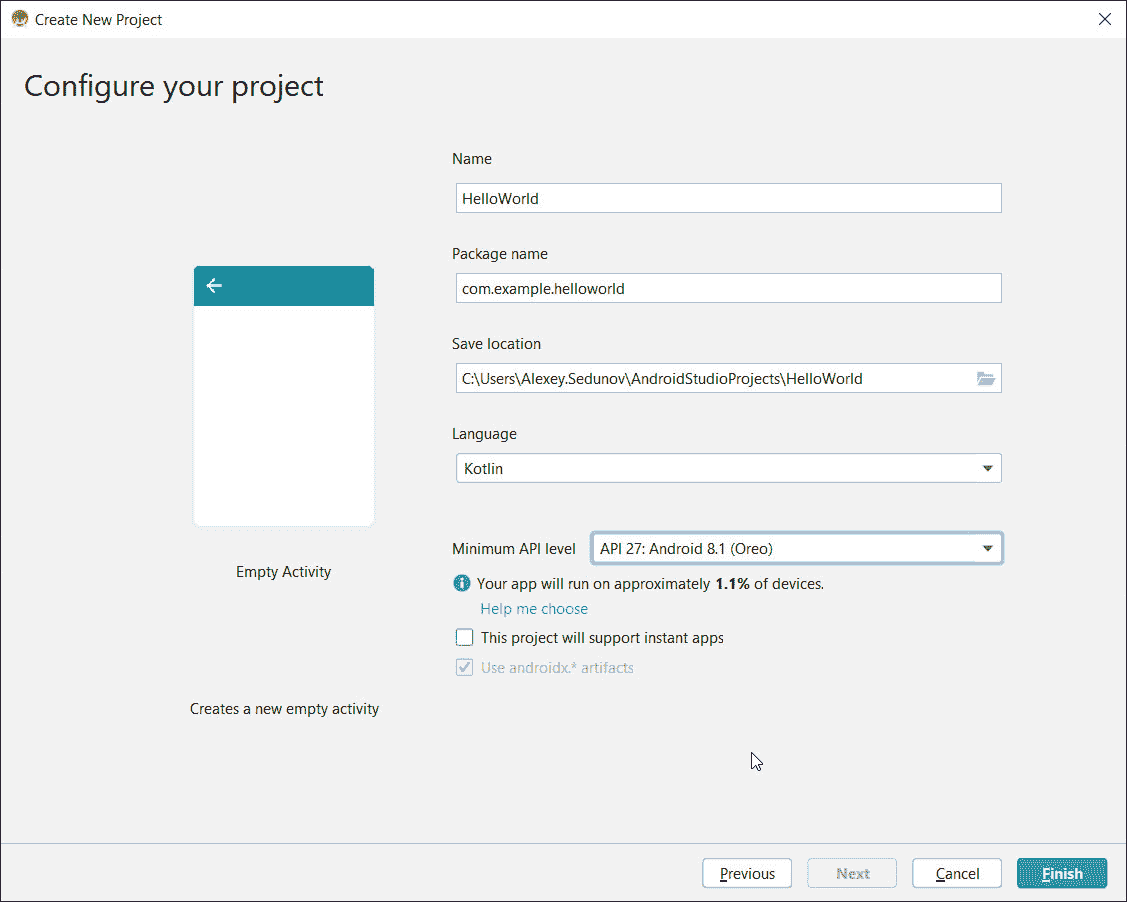 Create New Project
Configure your project
Name
HelloWorld
Package name
com.example.helloworld
Save location
C:\Users\Alexey.Sedunov\AndroidStudioProjects\HelloWorld
Language
Kotlin
Minimum API level API 27: Android 8.1 (Oreo)
Your app will run on approximately 1.1% of devices.
Help me choose
This project will support instant apps
Use androidx.* artifacts
Empty Activity
Creates a new empty activity
Previous Next Cancel Finish